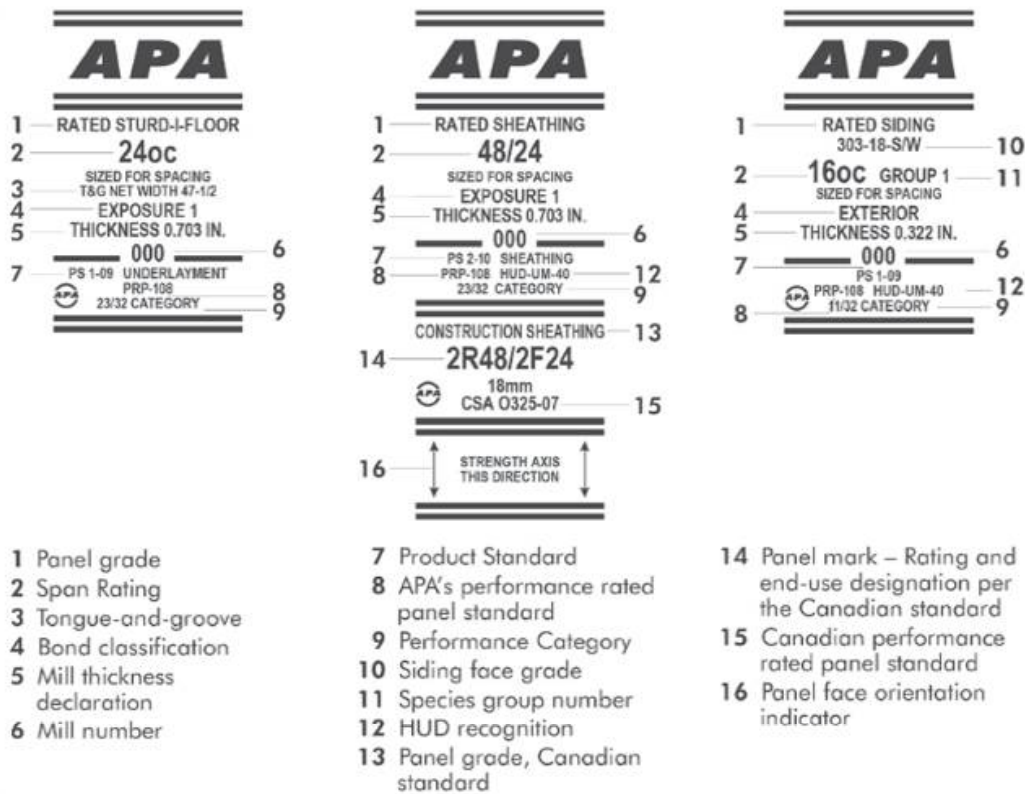 APA
1 RATED STURD-I-FLOOR
2 24oc
SIZED FOR SPACING
3 T&G NET WIDTH 47-1/2
4 EXPOSURE 1
5 THICKNESS 0.703 IN.
000 6
7 PS 1-09 UNDERLAYMENT
APA PRP-108 8
23/32 CATEGORY 9
APA
1 RATED SHEATHING
2 48/24
SIZED FOR SPACING
4 EXPOSURE 1
5 THICKNESS 0.703 IN.
000 6
7 PS 2-10 SHEATHING
8 PRP-108 HUD-UM-40 12
23/32 CATEGORY 9
CONSTRUCTION SHEATHING 13
14 2R48/2F24
APA 18mm
CSA O325-07 15
16 STRENGTH AXIS
THIS DIRECTION
APA
1 RATED SIDING
303-18-S/W 10
2 16oc GROUP 1 11
SIZED FOR SPACING
4 EXTERIOR
5 THICKNESS 0.322 IN.
000 6
7 PS 1-09
APA PRP-108 HUD-UM-40 12
8 11/32 CATEGORY 9
1 Panel grade
2 Span Rating
3 Tongue-and-groove
4 Bond classification
5 Mill thickness
declaration
6 Mill number
7 Product Standard
8 APA's performance rated
panel standard
9 Performance Category
10 Siding face grade
11 Species group number
12 HUD recognition
13 Panel grade, Canadian
standard
14 Panel mark – Rating and
end-use designation per
the Canadian standard
15 Canadian performance
rated panel standard
16 Panel face orientation
indicator